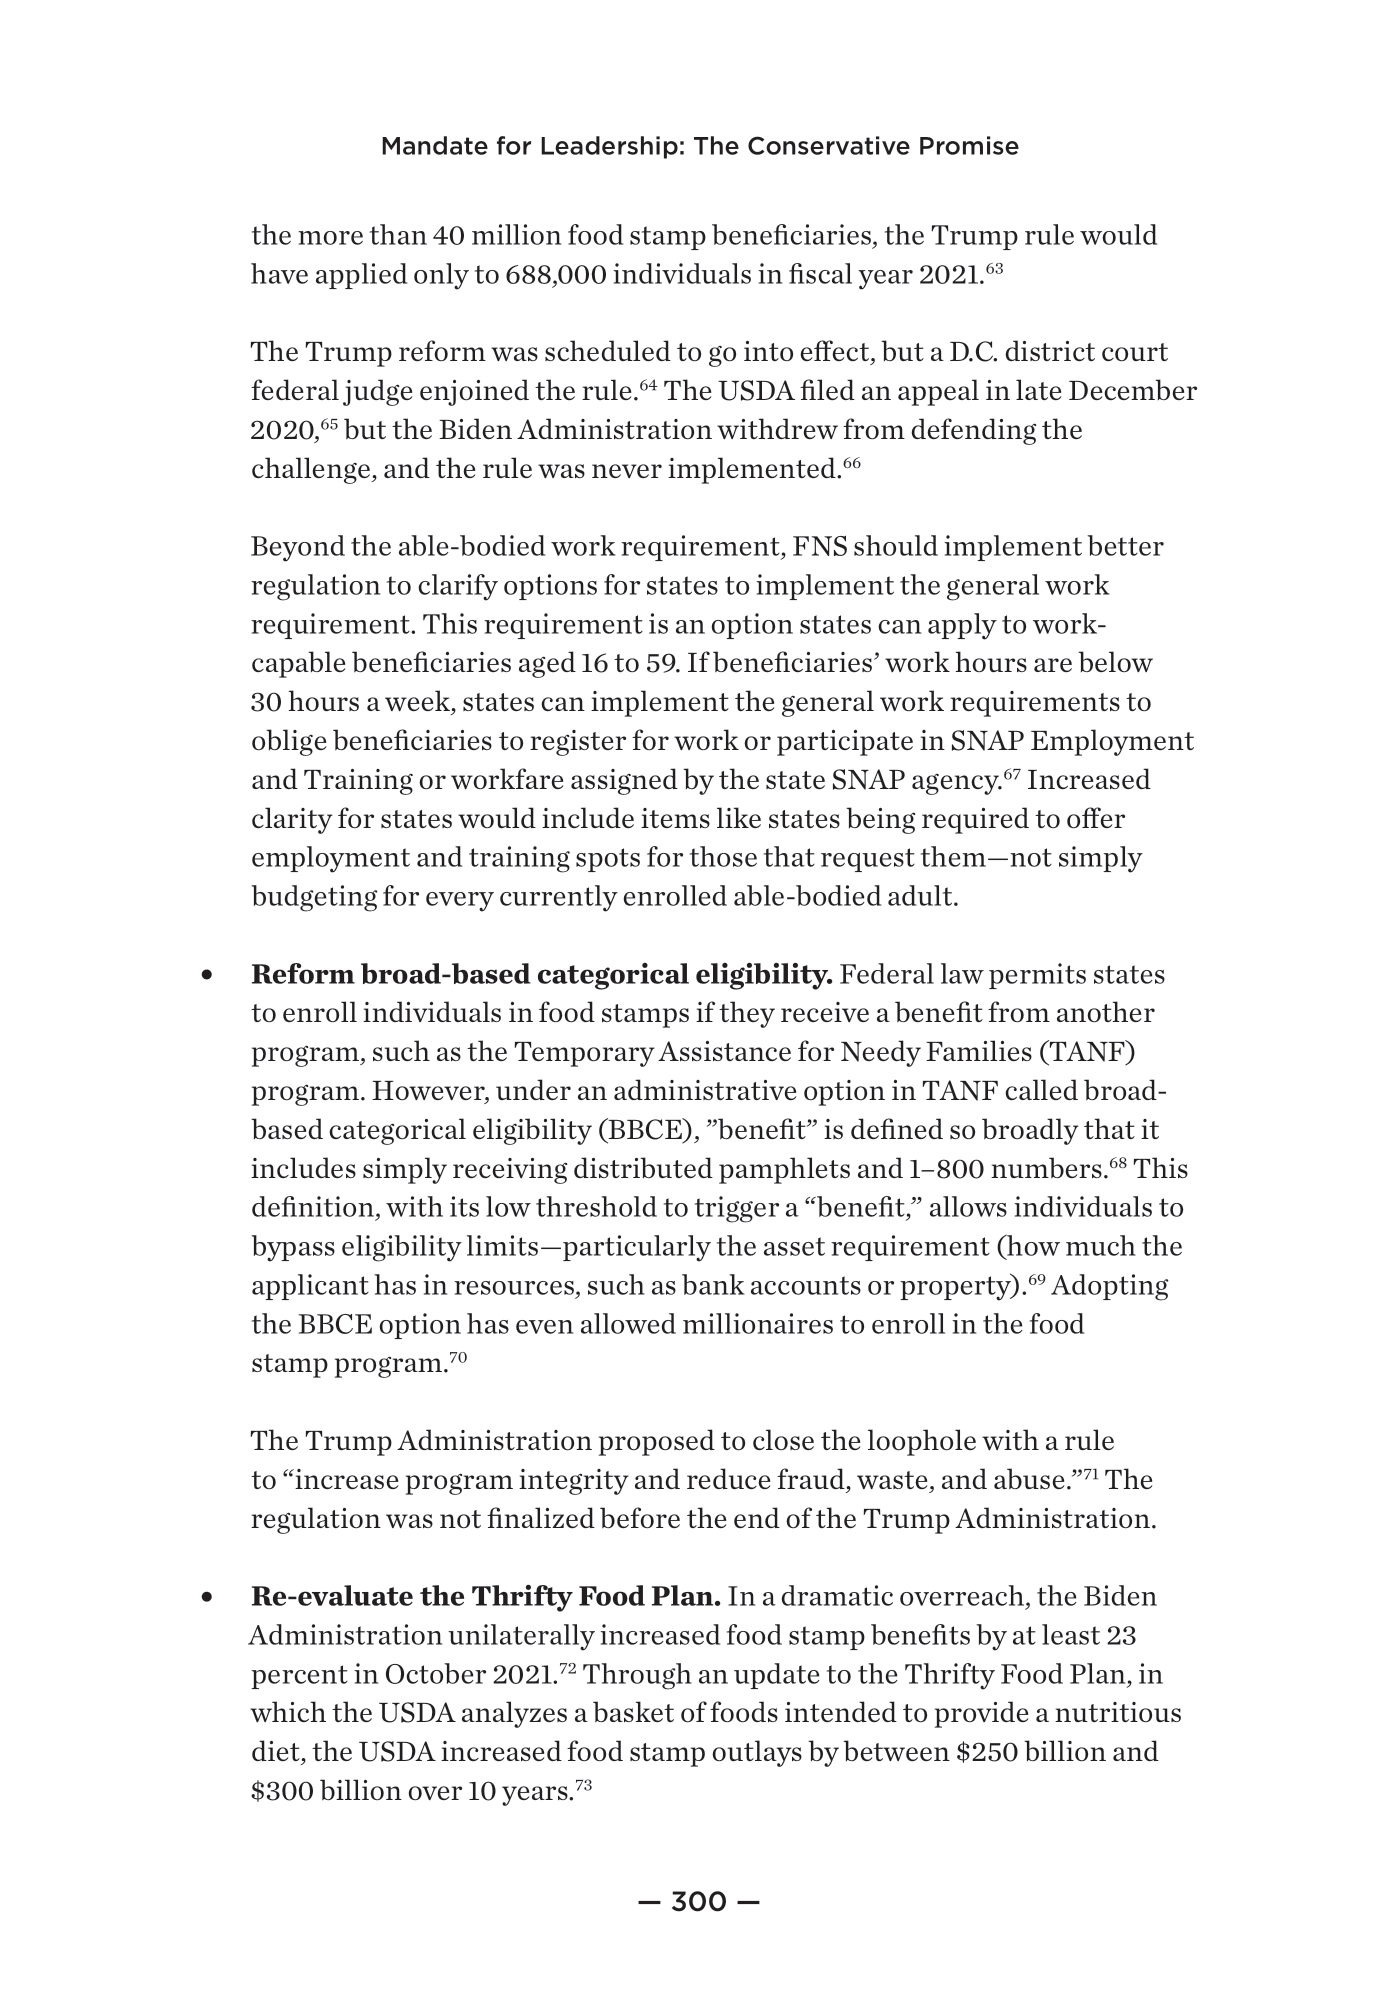 Mandate for Leadership: The Conservative Promise
the more than 40 million food stamp beneficiaries, the Trump rule would
have applied only to 688,000 individuals in fiscal year 2021.⁶³
The Trump reform was scheduled to go into effect, but a D.C. district court
federal judge enjoined the rule.⁶⁴ The USDA filed an appeal in late December
2020,⁶⁵ but the Biden Administration withdrew from defending the
challenge, and the rule was never implemented.⁶⁶
Beyond the able-bodied work requirement, FNS should implement better
regulation to clarify options for states to implement the general work
requirement. This requirement is an option states can apply to work-
capable beneficiaries aged 16 to 59. If beneficiaries’ work hours are below
30 hours a week, states can implement the general work requirements to
oblige beneficiaries to register for work or participate in SNAP Employment
and Training or workfare assigned by the state SNAP agency.⁶⁷ Increased
clarity for states would include items like states being required to offer
employment and training spots for those that request them—not simply
budgeting for every currently enrolled able-bodied adult.
• Reform broad-based categorical eligibility. Federal law permits states
to enroll individuals in food stamps if they receive a benefit from another
program, such as the Temporary Assistance for Needy Families (TANF)
program. However, under an administrative option in TANF called broad-
based categorical eligibility (BBCE), ”benefit” is defined so broadly that it
includes simply receiving distributed pamphlets and 1–800 numbers.⁶⁸ This
definition, with its low threshold to trigger a “benefit,” allows individuals to
bypass eligibility limits—particularly the asset requirement (how much the
applicant has in resources, such as bank accounts or property).⁶⁹ Adopting
the BBCE option has even allowed millionaires to enroll in the food
stamp program.⁷⁰
The Trump Administration proposed to close the loophole with a rule
to “increase program integrity and reduce fraud, waste, and abuse.”⁷¹ The
regulation was not finalized before the end of the Trump Administration.
• Re-evaluate the Thrifty Food Plan. In a dramatic overreach, the Biden
Administration unilaterally increased food stamp benefits by at least 23
percent in October 2021.⁷² Through an update to the Thrifty Food Plan, in
which the USDA analyzes a basket of foods intended to provide a nutritious
diet, the USDA increased food stamp outlays by between $250 billion and
$300 billion over 10 years.⁷³
— 300 —